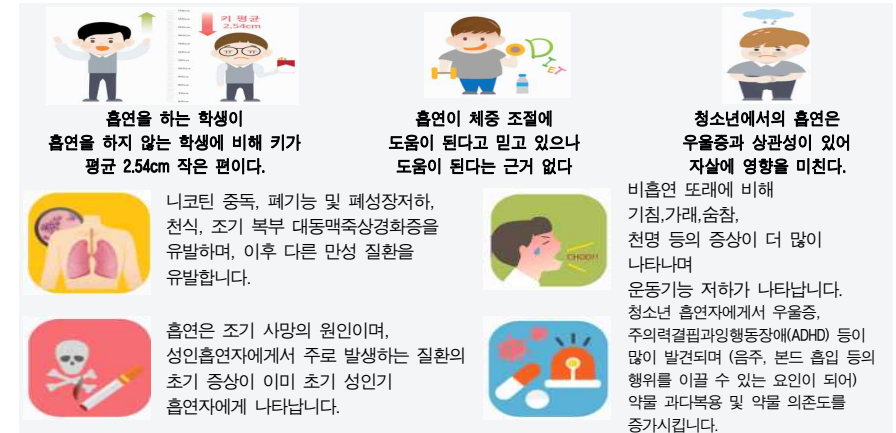 키 평균
2.54cm
DIET
흡연을 하는 학생이
흡연을 하지 않는 학생에 비해 키가
평균 2.54cm 작은 편이다.
흡연이 체중 조절에
도움이 된다고 믿고 있으나
도움이 된다는 근거 없다
청소년에서의 흡연은
우울증과 상관성이 있어
자살에 영향을 미친다.
니코틴 중독, 폐기능 및 폐성장저하,
천식, 조기 복부 대동맥죽상경화증을
유발하며, 이후 다른 만성 질환을
유발합니다.
CHOO!!
비흡연 또래에 비해
기침,가래,숨참,
천명 등의 증상이 더 많이
나타나며
운동기능 저하가 나타납니다.
흡연은 조기 사망의 원인이며,
성인흡연자에게서 주로 발생하는 질환의
초기 증상이 이미 초기 성인기
흡연자에게 나타납니다.
청소년 흡연자에게서 우울증,
주의력결핍과잉행동장애(ADHD) 등이
많이 발견되며 (음주, 본드 흡입 등의
행위를 이끌 수 있는 요인이 되어)
약물 과다복용 및 약물 의존도를
증가시킵니다.